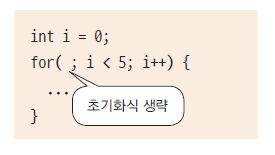 int i = 0;
for( ; i < 5; i++) {
...
초기화식 생략
}